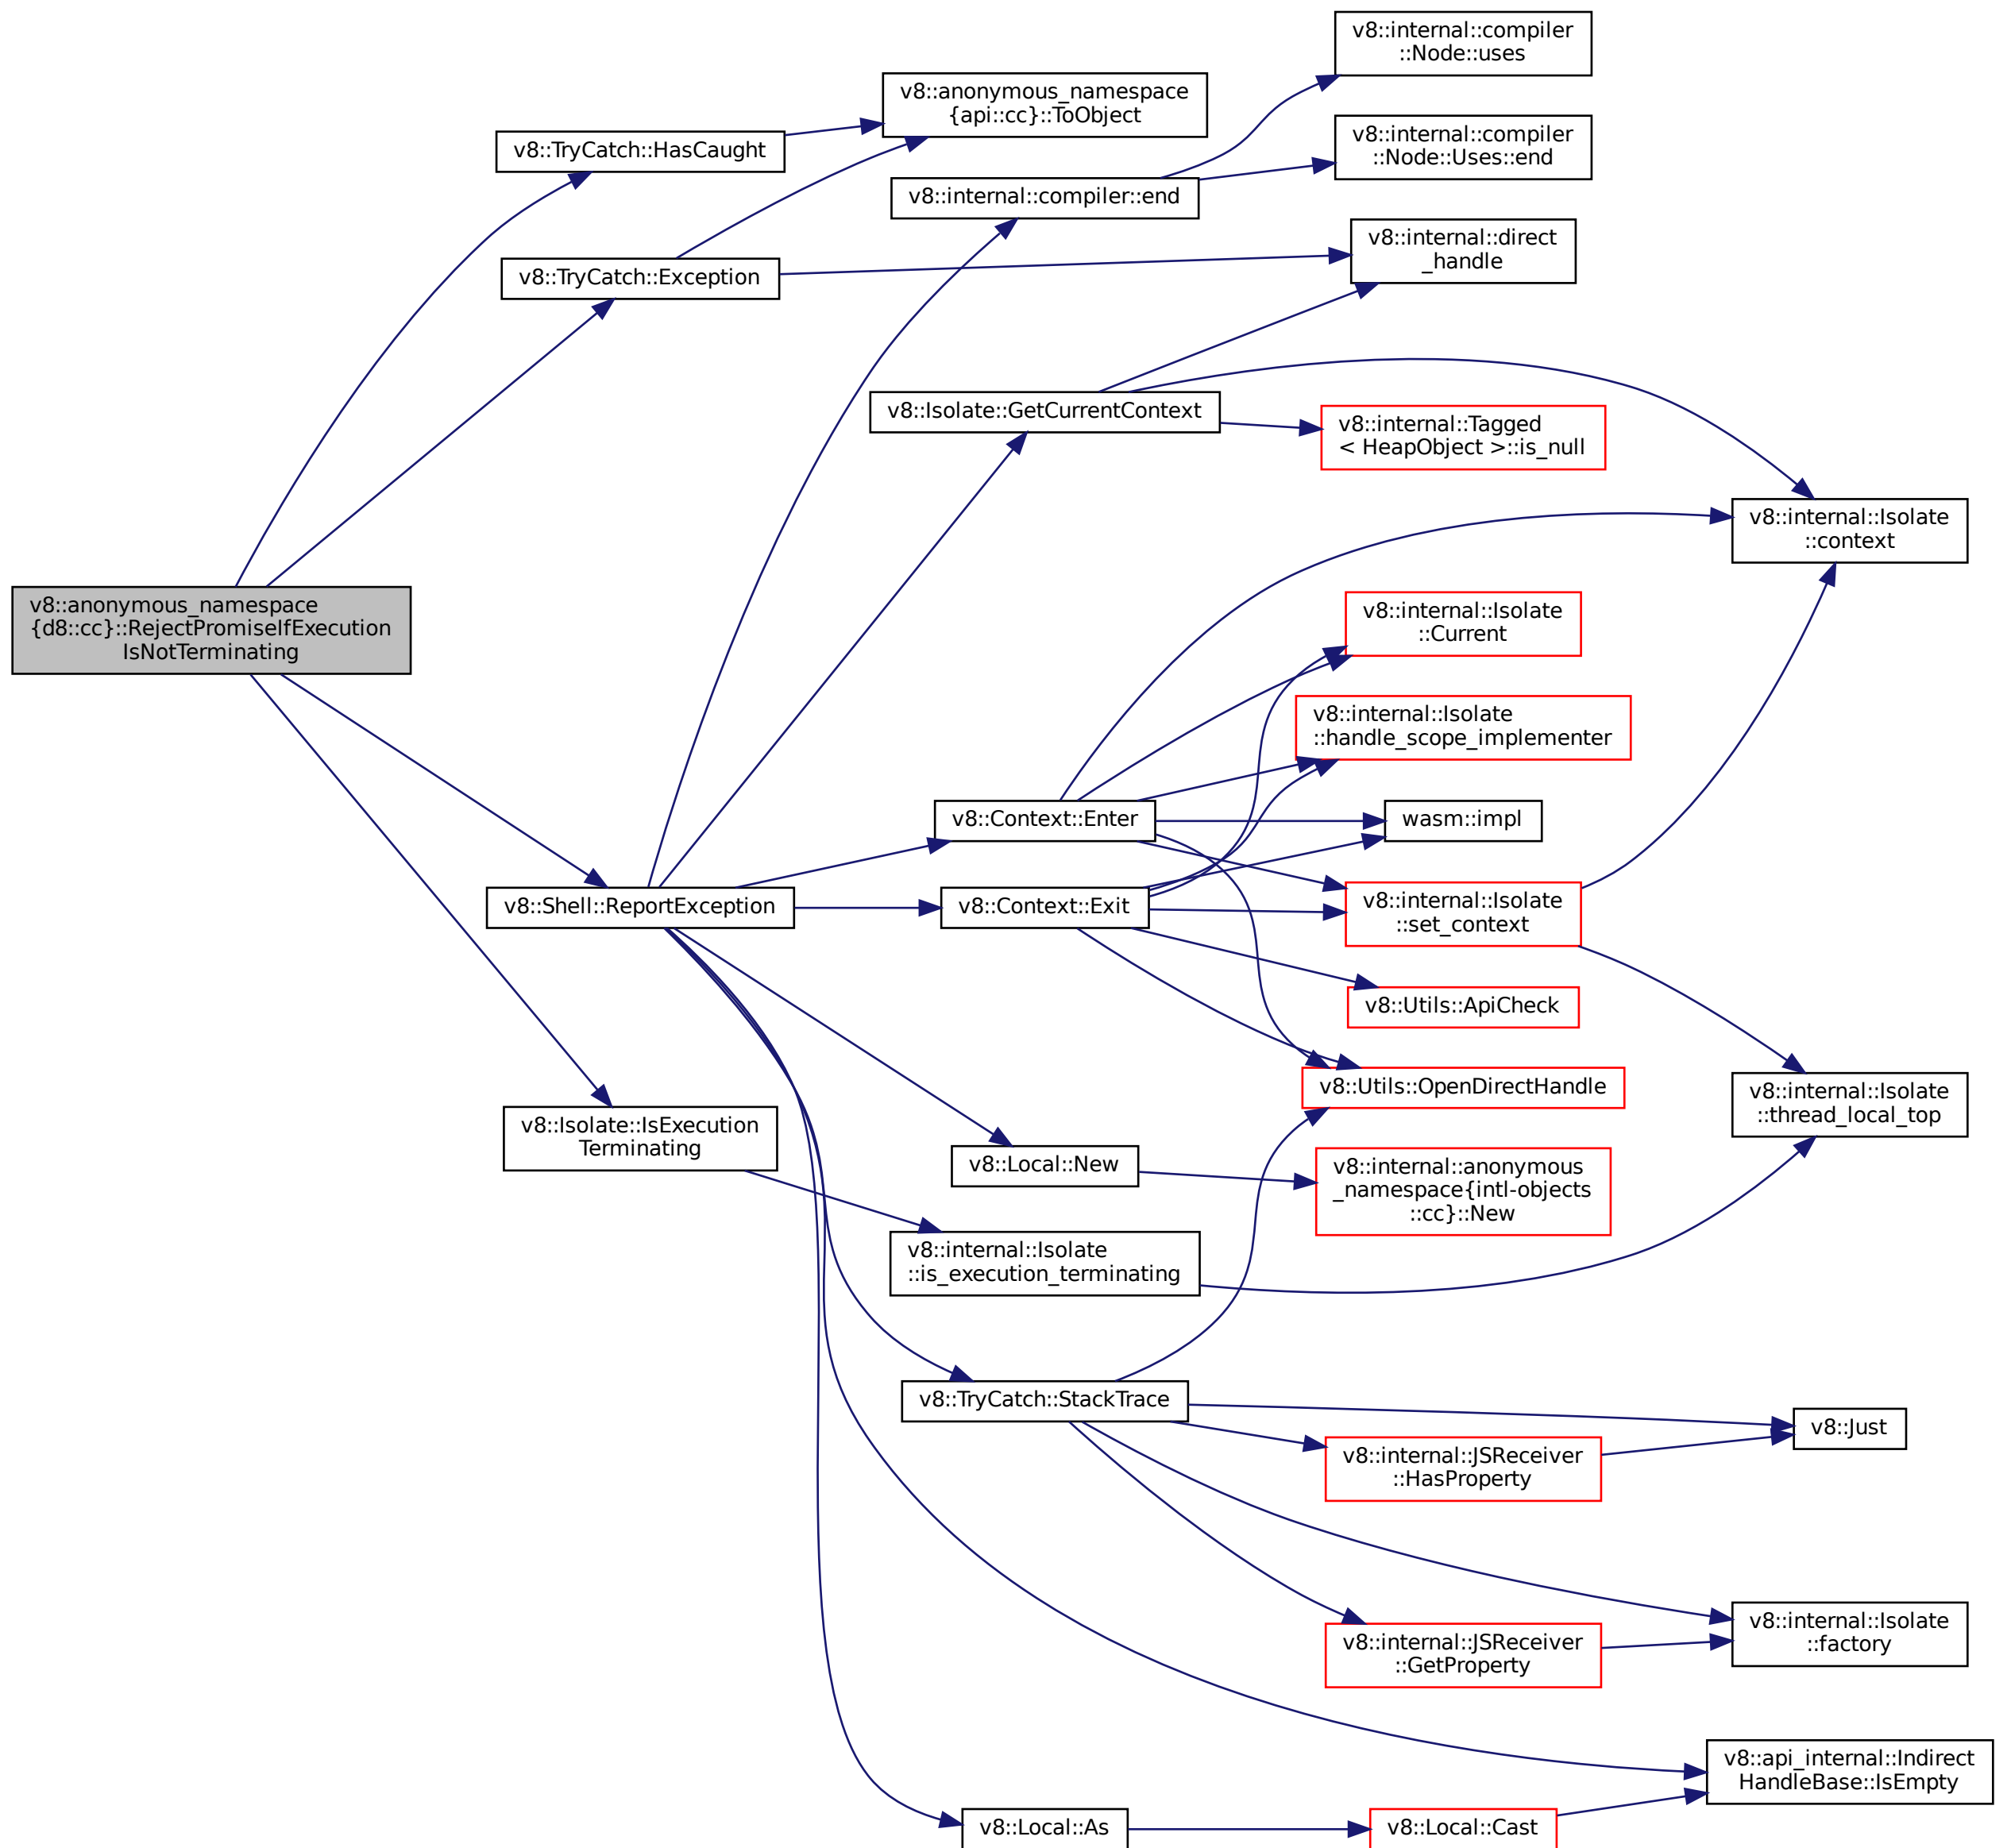 v8::anonymous_namespace
{d8::cc}::RejectPromiseIfExecution
IsNotTerminating
v8::TryCatch::HasCaught
v8::TryCatch::Exception
v8::Shell::ReportException
v8::Isolate::IsExecution
Terminating
v8::anonymous_namespace
{api::cc}::ToObject
v8::internal::compiler::end
v8::Isolate::GetCurrentContext
v8::Context::Enter
v8::Context::Exit
v8::Local::New
v8::internal::Isolate
::is_execution_terminating
v8::TryCatch::StackTrace
v8::Local::As
v8::internal::compiler
::Node::uses
v8::internal::compiler
::Node::Uses::end
v8::internal::direct
_handle
v8::internal::Tagged
< HeapObject >::is_null
v8::internal::Isolate
::Current
v8::internal::Isolate
::handle_scope_implementer
wasm::impl
v8::internal::Isolate
::set_context
v8::Utils::ApiCheck
v8::Utils::OpenDirectHandle
v8::internal::anonymous
_namespace{intl-objects
::cc}::New
v8::internal::JSReceiver
::HasProperty
v8::internal::JSReceiver
::GetProperty
v8::Local::Cast
v8::internal::Isolate
::context
v8::internal::Isolate
::thread_local_top
v8::Just
v8::internal::Isolate
::factory
v8::api_internal::Indirect
HandleBase::IsEmpty